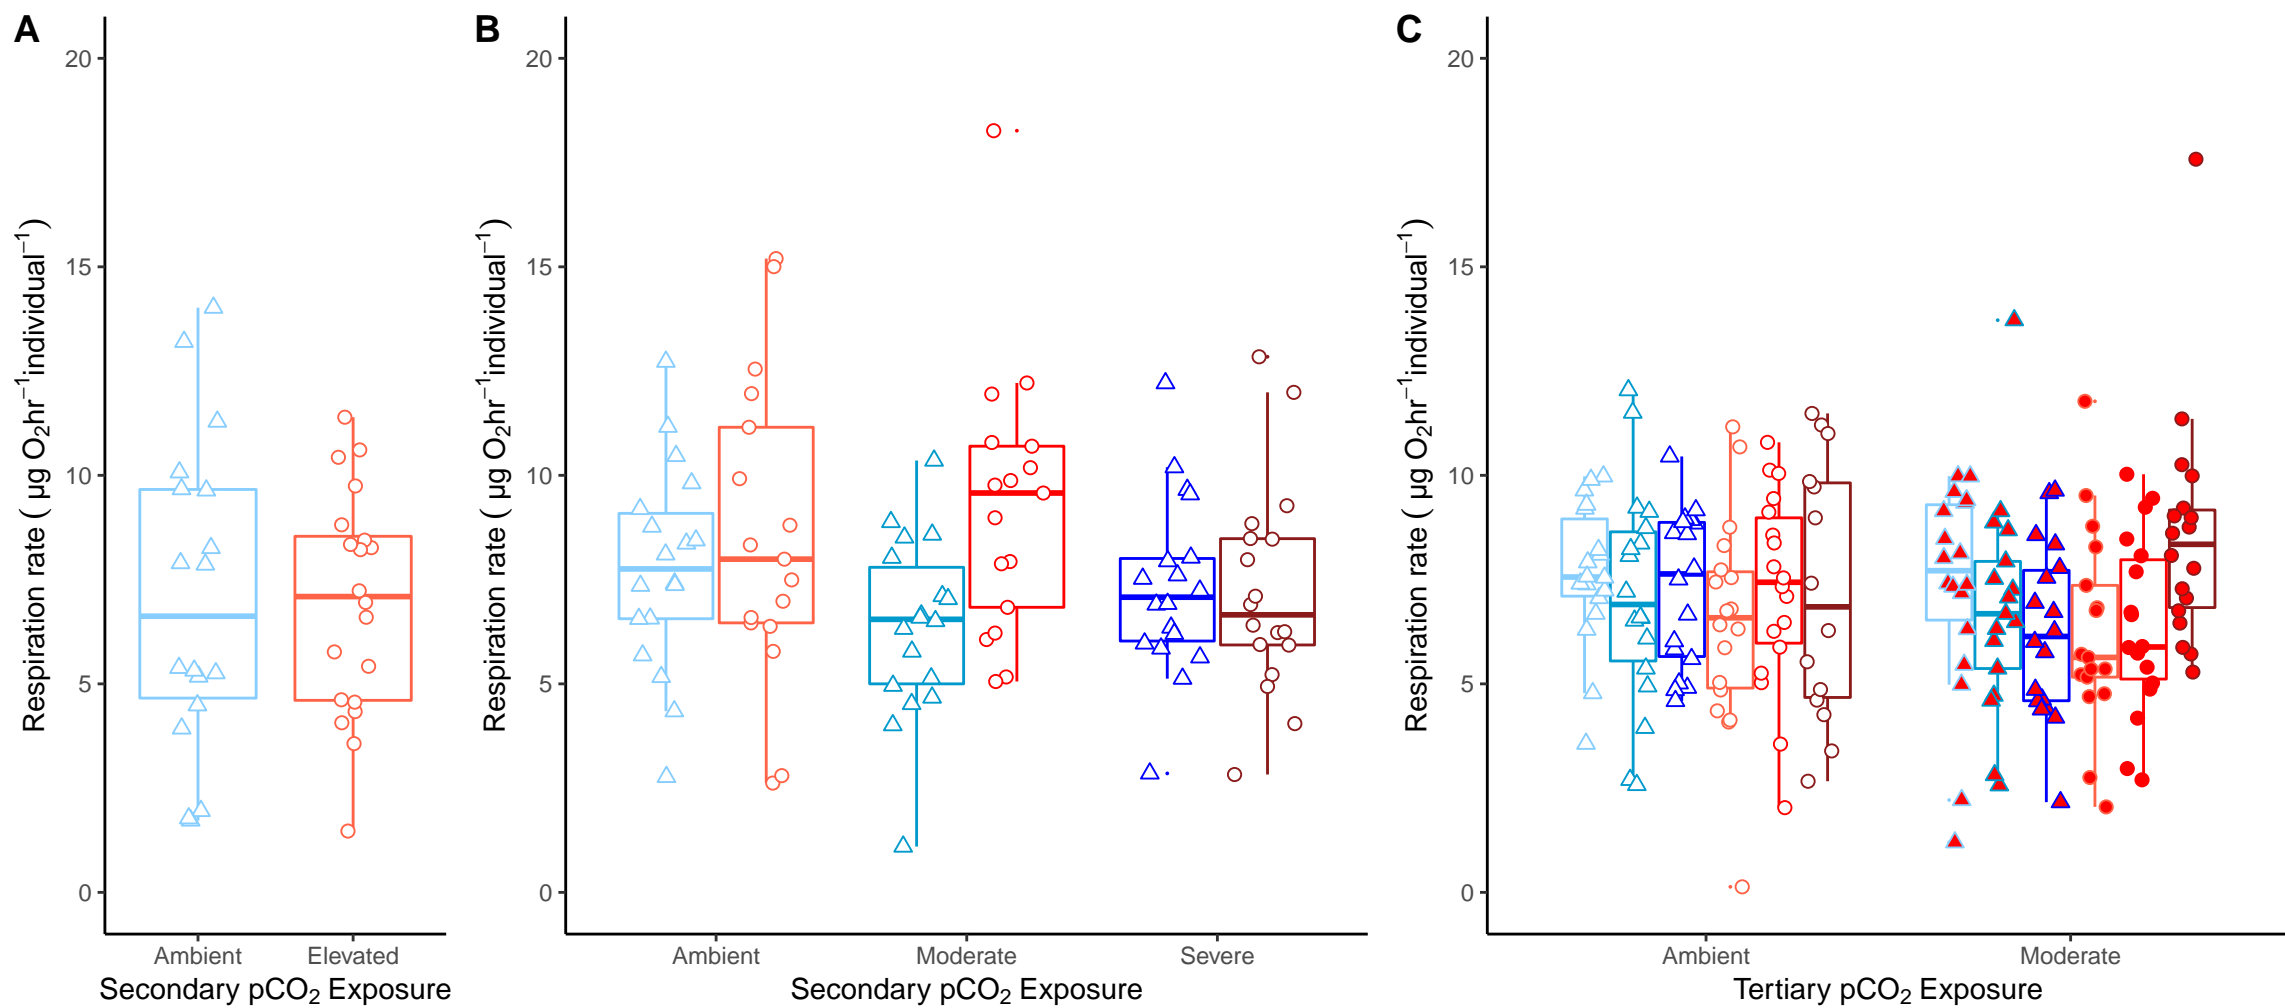 A
20
15
10
5
0
Respiration rate ( µg O₂hr⁻¹individual⁻¹)
Ambient Elevated
Secondary pCO₂ Exposure
B
20
15
10
5
0
Respiration rate ( µg O₂hr⁻¹individual⁻¹)
Ambient Moderate Severe
Secondary pCO₂ Exposure
C
20
15
10
5
0
Respiration rate ( µg O₂hr⁻¹individual⁻¹)
Ambient Moderate
Tertiary pCO₂ Exposure